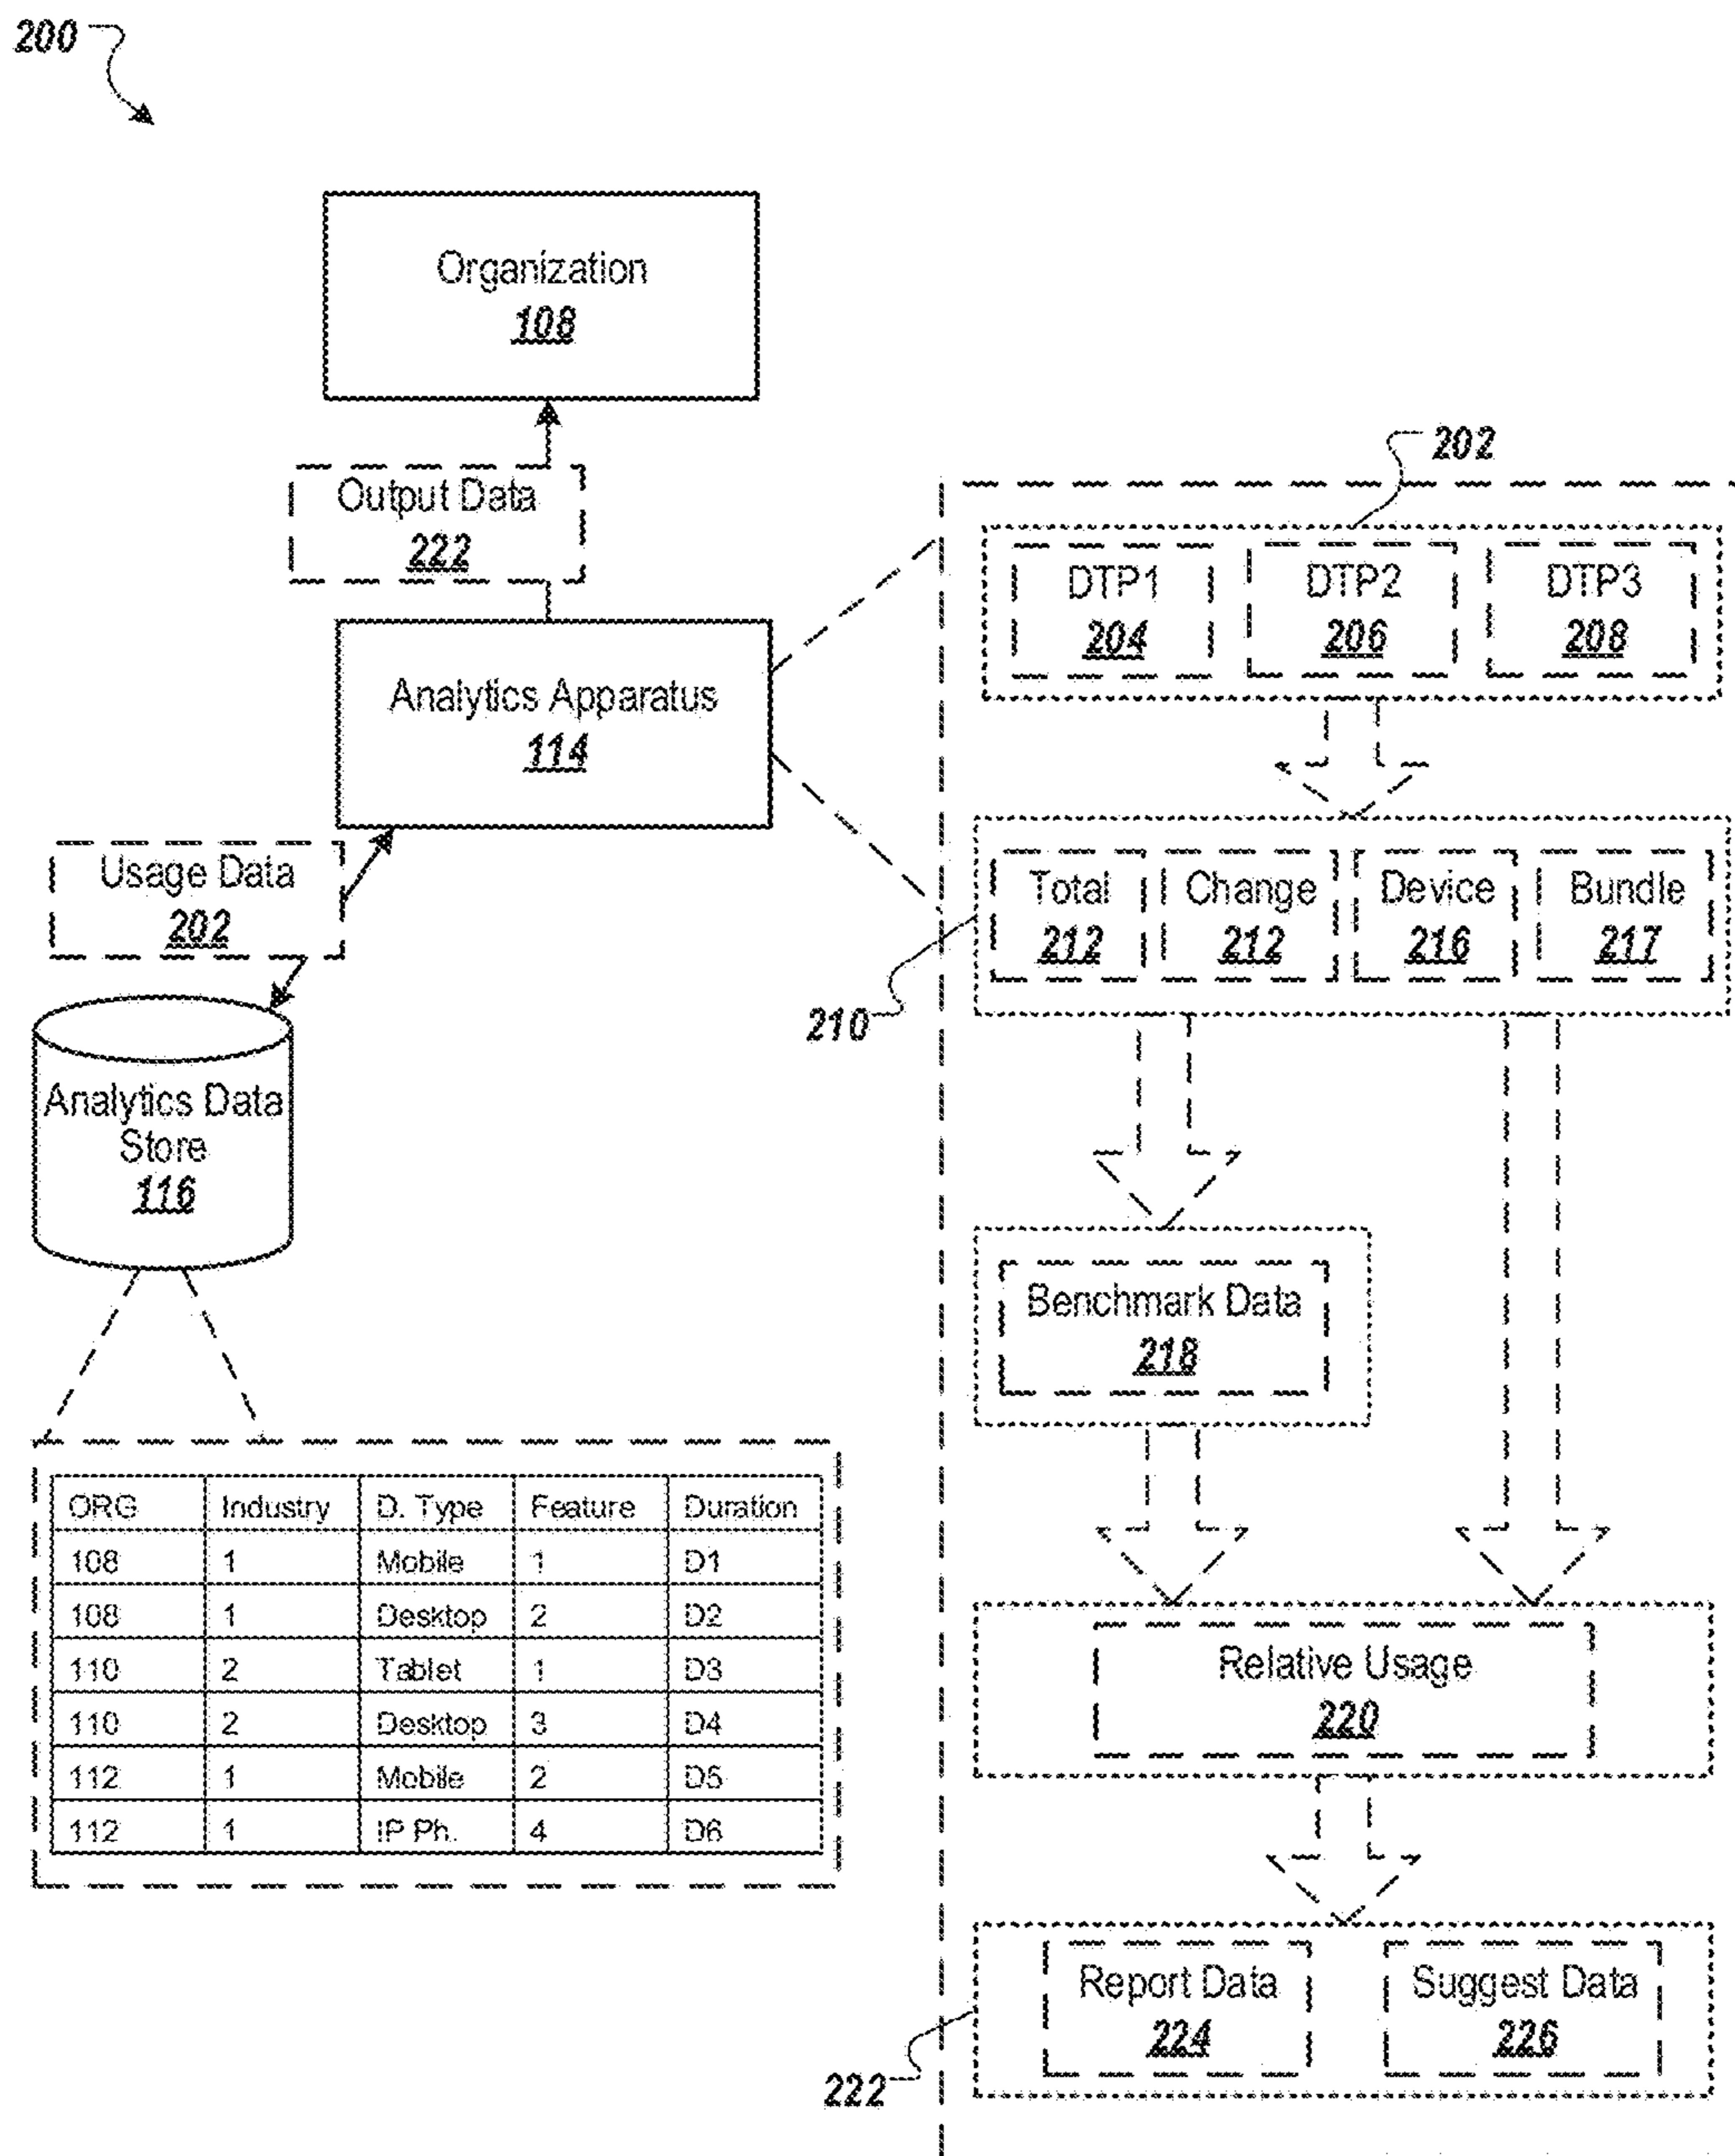 200
Organization
108
Output Data
222
Analytics Apparatus
114
Usage Data
202
Analytics Data
Store
116
ORG Industry D. Type Feature Duration
108 1 Mobile 1 D1
108 1 Desktop 2 D2
110 2 Tablet 1 D3
110 2 Desktop 3 D4
112 1 Mobile 2 D5
112 1 IP Ph. 4 D6
202
DTP1 DTP2 DTP3
204 206 208
Total Change Device Bundle
212 212 216 217
210
Benchmark Data
218
Relative Usage
220
Report Data Suggest Data
224 226
222